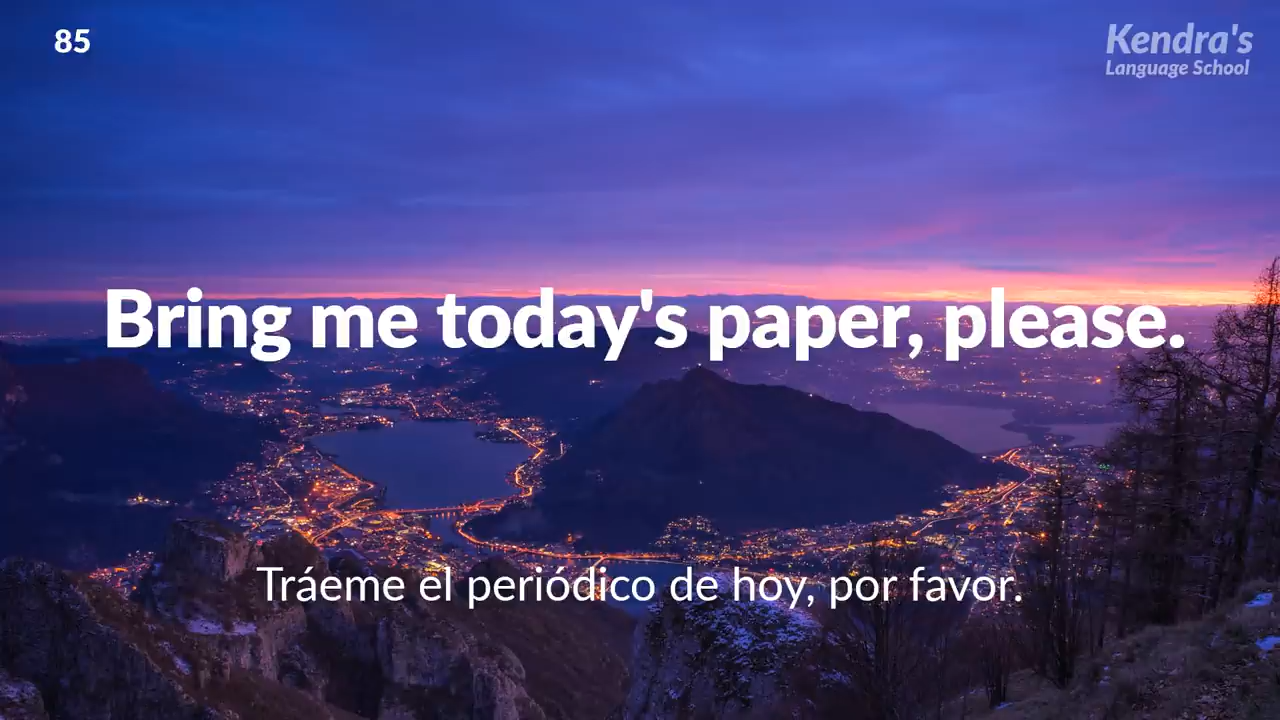 85
Kendra's
Language School
Bring me today's paper, please.
Tráeme el periódico de hoy, por favor.